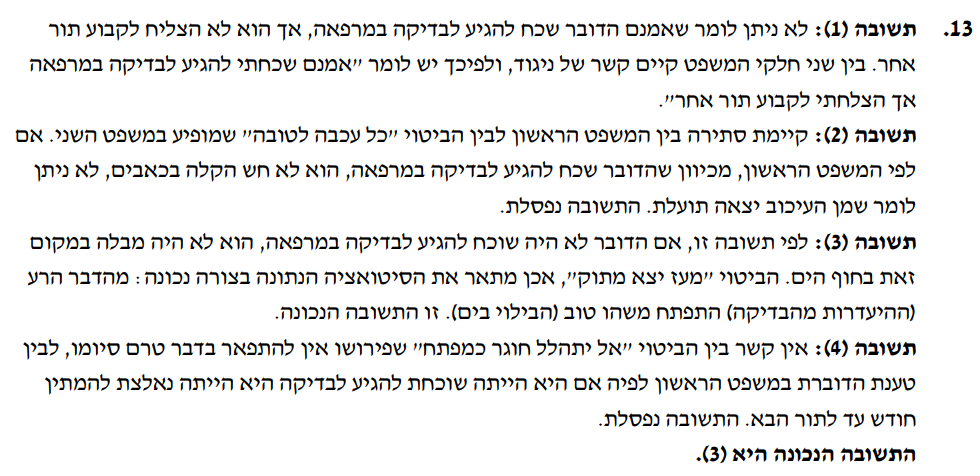 13. תשובה (1): לא ניתן לומר שאמנם הדובר שכח להגיע לבדיקה במרפאה, אך הוא לא הצליח לקבוע תור
אחר. בין שני חלקי המשפט קיים קשר של ניגוד, ולפיכך יש לומר "אמנם שכחתי להגיע לבדיקה במרפאה
אך הצלחתי לקבוע תור אחר".
תשובה (2): קיימת סתירה בין המשפט הראשון לבין הביטוי "כל עכבה לטובה" שמופיע במשפט השני. אם
לפי המשפט הראשון, מכיוון שהדובר שכח להגיע לבדיקה במרפאה, הוא לא חש הקלה בכאבים, לא ניתן
לומר שמן העיכוב יצאה תועלת. התשובה נפסלת.
תשובה (3): לפי תשובה זו, אם הדובר לא היה שוכח להגיע לבדיקה במרפאה, הוא לא היה מבלה במקום
זאת בחוף הים. הביטוי "מעז יצא מתוק", אכן מתאר את הסיטואציה הנתונה בצורה נכונה: מהדבר הרע
(ההיעדרות מהבדיקה) התפתח משהו טוב (הבילוי בים). זו התשובה הנכונה.
תשובה (4): אין קשר בין הביטוי "אל יתהלל חוגר כמפתח" שפירושו אין להתפאר בדבר טרם סיומו, לבין
טענת הדוברת במשפט הראשון לפיה אם היא הייתה שוכחת להגיע לבדיקה היא הייתה נאלצת להמתין
חודש עד לתור הבא. התשובה נפסלת.
התשובה הנכונה היא (3).